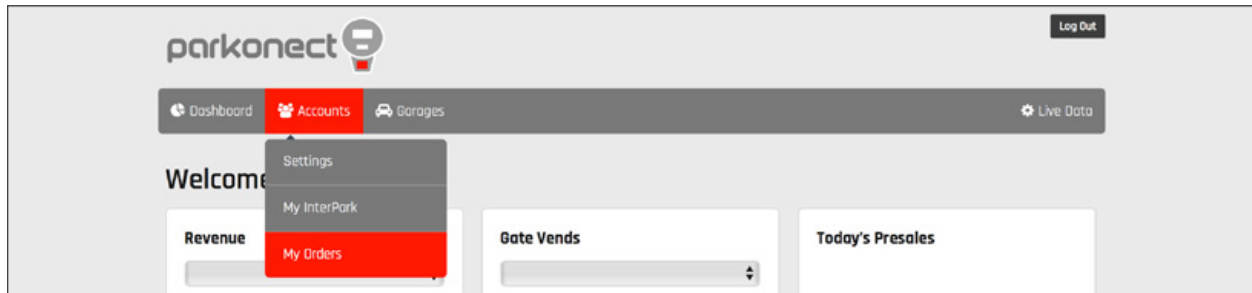 Log Out
parkonect
Dashboard Accounts Garages Live Data
Settings
Welcome
My InterPark
Revenue Gate Vends Today's Presales
My Orders